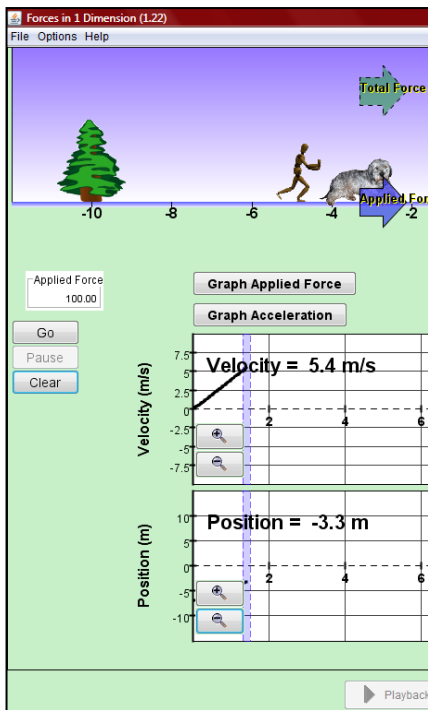 Forces in 1 Dimension (1.22)
File Options Help
Total Force
Applied For
-10 -8 -6 -4 -2
Applied Force
100.00
Graph Applied Force
Graph Acceleration
Go
Pause
Clear
Velocity (m/s)
Velocity = 5.4 m/s
7.5
5
2.5
0
-2.5
-5
-7.5
2 4 6
Position (m)
Position = -3.3 m
10
5
0
-5
-10
2 4 6
Playback